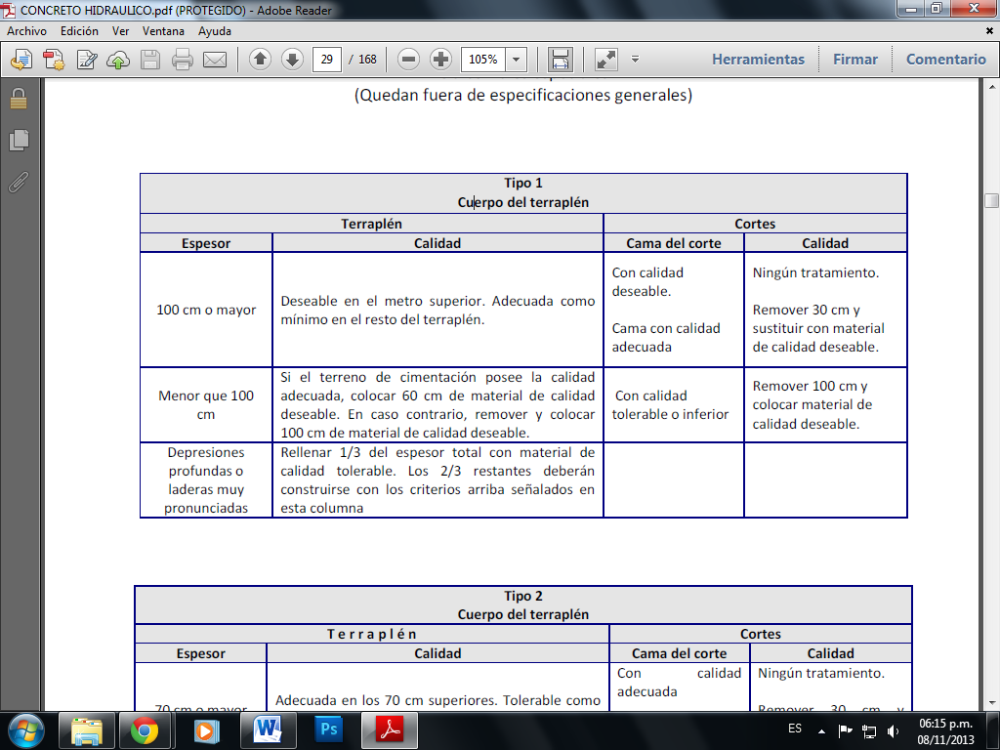 CONCRETO HIDRAULICO.pdf (PROTEGIDO) - Adobe Reader
Archivo Edición Ver Ventana Ayuda
29 / 168 105% Herramientas Firmar Comentario
(Quedan fuera de especificaciones generales)
Tipo 1
Cuerpo del terraplén
Terraplén Cortes
Espesor Calidad Cama del corte Calidad
100 cm o mayor
Deseable en el metro superior. Adecuada como
mínimo en el resto del terraplén.
Con calidad
deseable.
Cama con calidad
adecuada
Ningún tratamiento.
Remover 30 cm y
sustituir con material
de calidad deseable.
Menor que 100
cm
Si el terreno de cimentación posee la calidad
adecuada, colocar 60 cm de material de calidad
deseable. En caso contrario, remover y colocar
100 cm de material de calidad deseable.
Con calidad
tolerable o inferior
Remover 100 cm y
colocar material de
calidad deseable.
Depresiones
profundas o
laderas muy
pronunciadas
Rellenar 1/3 del espesor total con material de
calidad tolerable. Los 2/3 restantes deberán
construirse con los criterios arriba señalados en
esta columna
Tipo 2
Cuerpo del terraplén
T e r r a p l é n Cortes
Espesor Calidad Cama del corte Calidad
70 cm o mayor
Adecuada en los 70 cm superiores. Tolerable como
Con calidad
adecuada
Ningún tratamiento.
Remover 30 cm y
ES
06:15 p.m.
08/11/2013